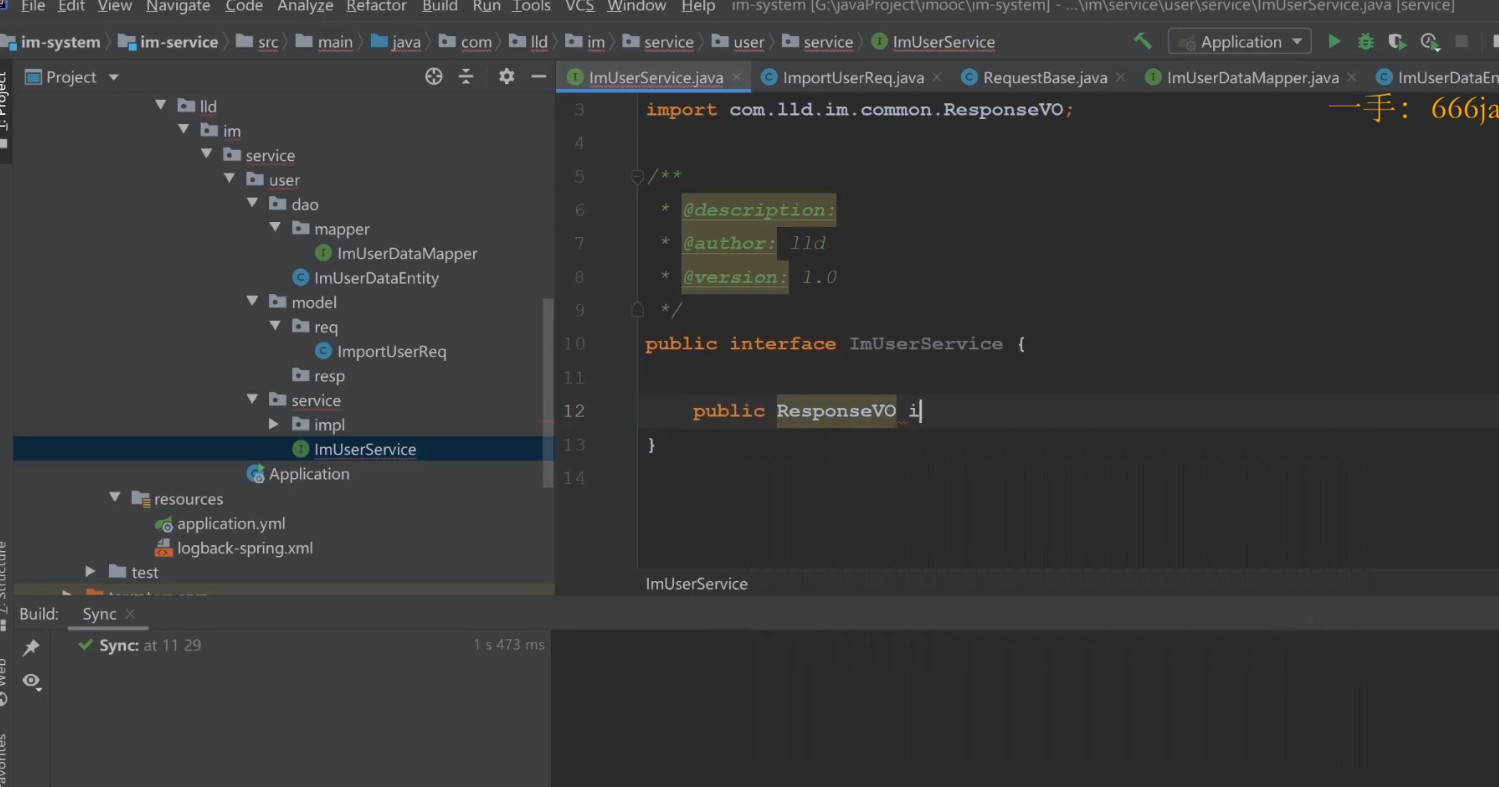 File Edit View Navigate Code Analyze Refactor Build Run Tools VCS Window Help im-system [G:\javaProject\imooc\im-system] - ...\im\service\user\service\ImUserService.java [service]
im-system im-service src main java com lld im service user service ImUserService Application
1: Project
Project
ImUserService.java ImportUserReq.java RequestBase.java ImUserDataMapper.java ImUserDataEn
一手： 666ja
lld
im
service
user
dao
mapper
ImUserDataMapper
ImUserDataEntity
model
req
ImportUserReq
resp
service
impl
ImUserService
Application
resources
application.yml
logback-spring.xml
test
3 import com.lld.im.common.ResponseVO;
4
5 /**
6 * @description:
7 * @author: lld
8 * @version: 1.0
9 */
10 public interface ImUserService {
11
12 public ResponseVO i
13 }
14
ImUserService
Z: Structure
Web
Favorites
Build: Sync
Sync: at 11 29 1 s 473 ms